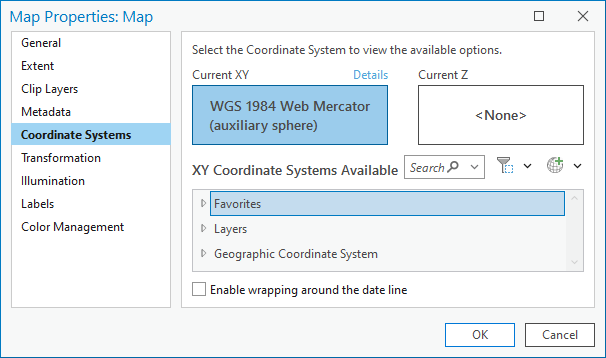 Map Properties: Map
General
Extent
Clip Layers
Metadata
Coordinate Systems
Transformation
Illumination
Labels
Color Management
Select the Coordinate System to view the available options.
Current XY Details Current Z
WGS 1984 Web Mercator
(auxiliary sphere)
<None>
XY Coordinate Systems Available Search
Favorites
Layers
Geographic Coordinate System
Enable wrapping around the date line
OK Cancel